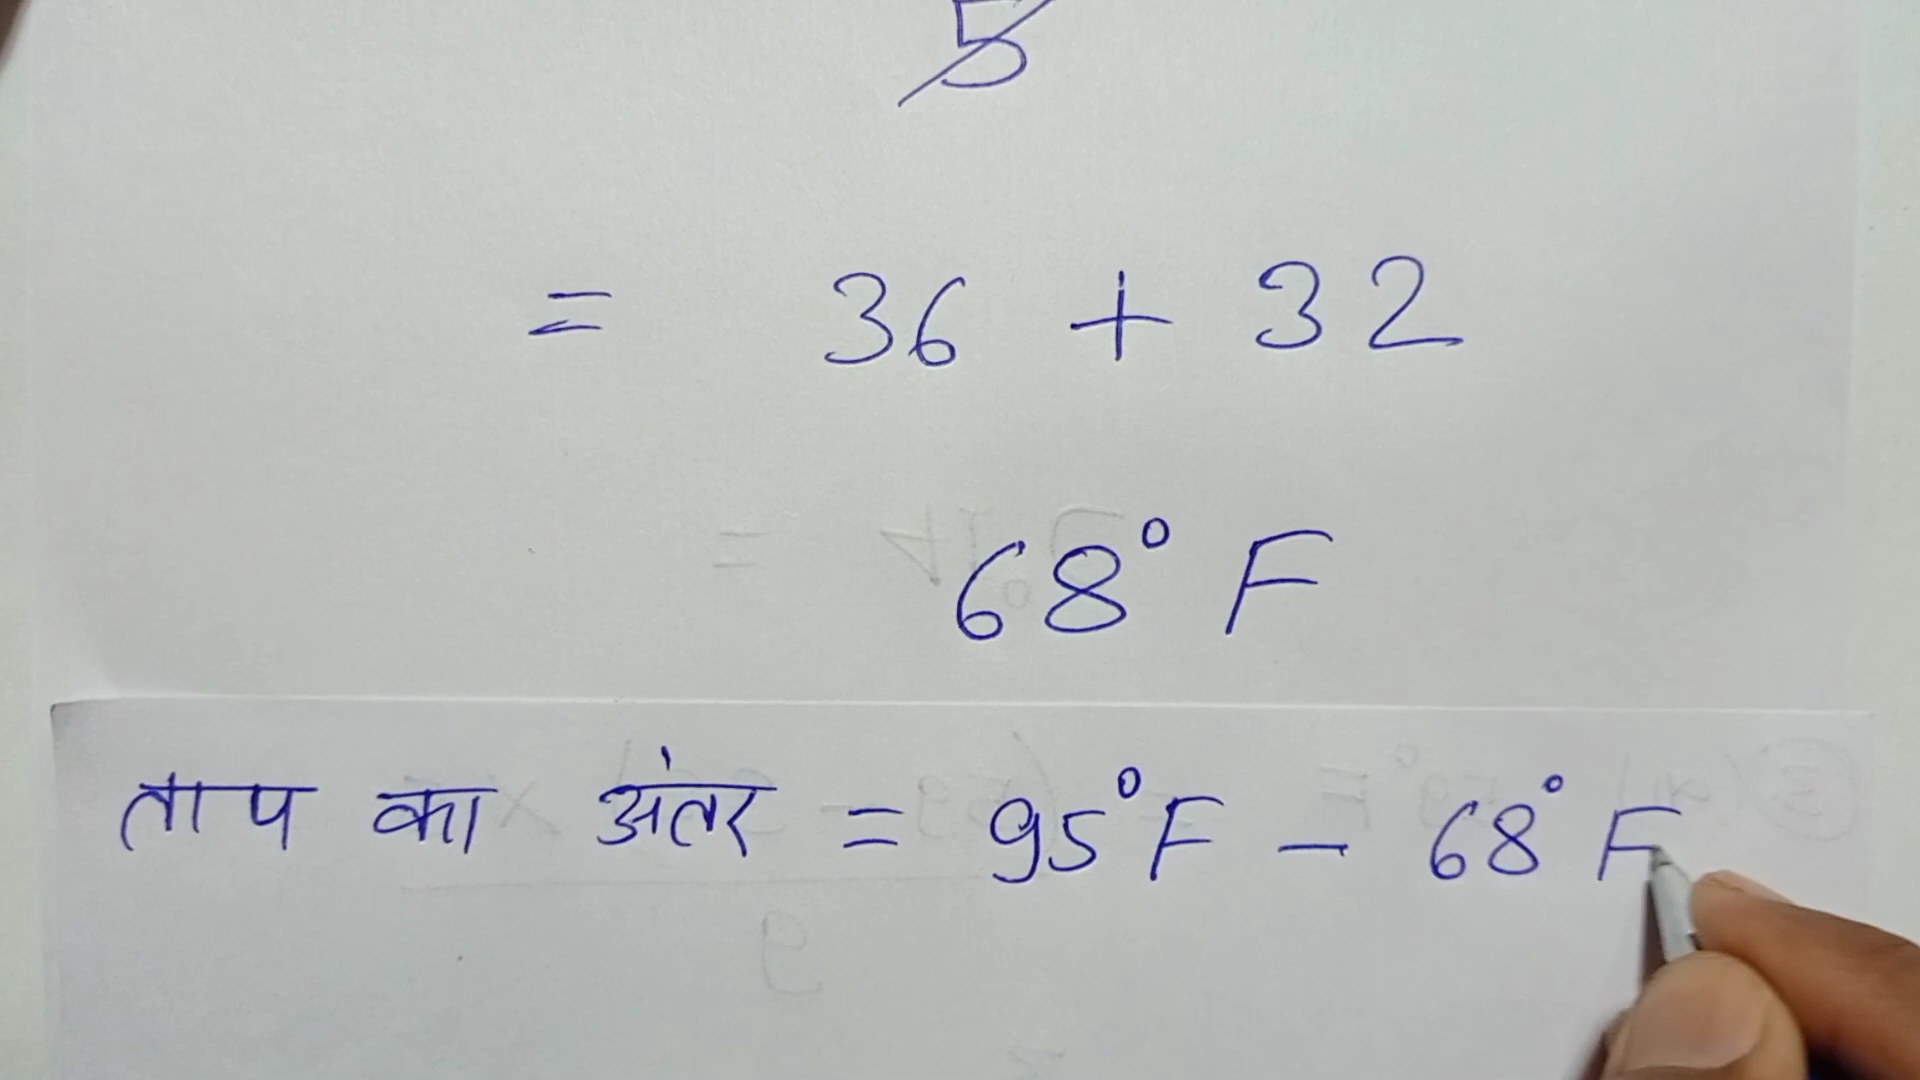 5
= 36 + 32
68° F
ताप का अंतर = 95°F - 68° F